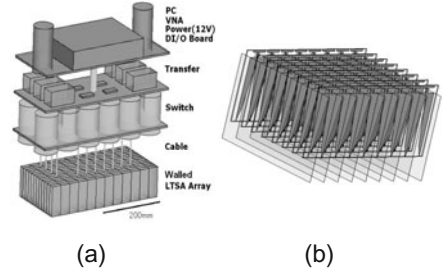 PC
VNA
Power(12V)
DI/O Board
Transfer
Switch
Cable
Walled
LTSA Array
200mm
(a)
(b)